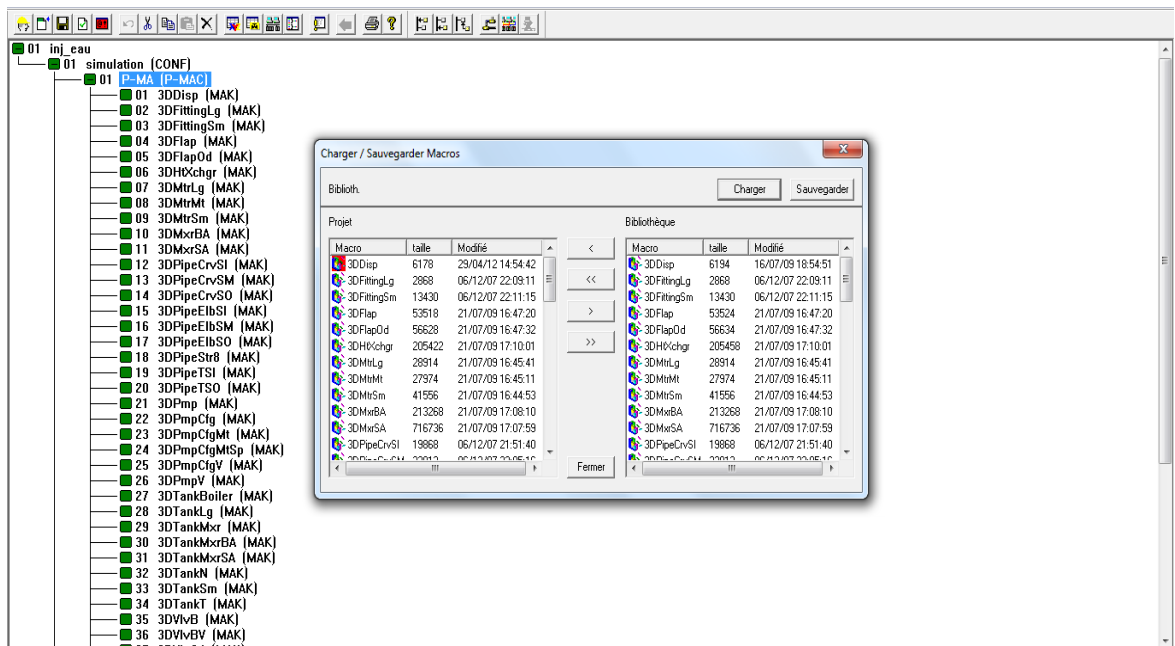 01 inj_eau
01 simulation (CONF)
01 P-MA (P-MAC)
01 3DDisp (MAK)
02 3DFittingLg (MAK)
03 3DFittingSm (MAK)
04 3DFlap (MAK)
05 3DFlapOd (MAK)
06 3DHtXchgr (MAK)
07 3DMtrLg (MAK)
08 3DMtrMt (MAK)
09 3DMtrSm (MAK)
10 3DMxrBA (MAK)
11 3DMxrSA (MAK)
12 3DPipeCrvSI (MAK)
13 3DPipeCrvSM (MAK)
14 3DPipeCrvSO (MAK)
15 3DPipeElbSI (MAK)
16 3DPipeElbSM (MAK)
17 3DPipeElbSO (MAK)
18 3DPipeStr8 (MAK)
19 3DPipeTSI (MAK)
20 3DPipeTSO (MAK)
21 3DPmp (MAK)
22 3DPmpCfg (MAK)
23 3DPmpCfgMt (MAK)
24 3DPmpCfgMtSp (MAK)
25 3DPmpCfgV (MAK)
26 3DPmpV (MAK)
27 3DTankBoiler (MAK)
28 3DTankLg (MAK)
29 3DTankMxr (MAK)
30 3DTankMxrBA (MAK)
31 3DTankMxrSA (MAK)
32 3DTankN (MAK)
33 3DTankSm (MAK)
34 3DTankT (MAK)
35 3DVlvB (MAK)
36 3DVlvBV (MAK)
Charger / Sauvegarder Macros
Biblioth. Charger Sauvegarder
Projet
Macro taille Modifié
3DDisp 6178 29/04/12 14:54:42
3DFittingLg 2868 06/12/07 22:09:11
3DFittingSm 13430 06/12/07 22:11:15
3DFlap 53518 21/07/09 16:47:20
3DFlapOd 56628 21/07/09 16:47:32
3DHtXchgr 205422 21/07/09 17:10:01
3DMtrLg 28914 21/07/09 16:45:41
3DMtrMt 27974 21/07/09 16:45:11
3DMtrSm 41556 21/07/09 16:44:53
3DMxrBA 213268 21/07/09 17:08:10
3DMxrSA 716736 21/07/09 17:07:59
3DPipeCrvSI 19868 06/12/07 21:51:40
<
<<
>
>>
Fermer
Bibliothèque
Macro taille Modifié
3DDisp 6194 16/07/09 18:54:51
3DFittingLg 2868 06/12/07 22:09:11
3DFittingSm 13430 06/12/07 22:11:15
3DFlap 53524 21/07/09 16:47:20
3DFlapOd 56634 21/07/09 16:47:32
3DHtXchgr 205458 21/07/09 17:10:01
3DMtrLg 28914 21/07/09 16:45:41
3DMtrMt 27974 21/07/09 16:45:11
3DMtrSm 41556 21/07/09 16:44:53
3DMxrBA 213268 21/07/09 17:08:10
3DMxrSA 716736 21/07/09 17:07:59
3DPipeCrvSI 19868 06/12/07 21:51:40